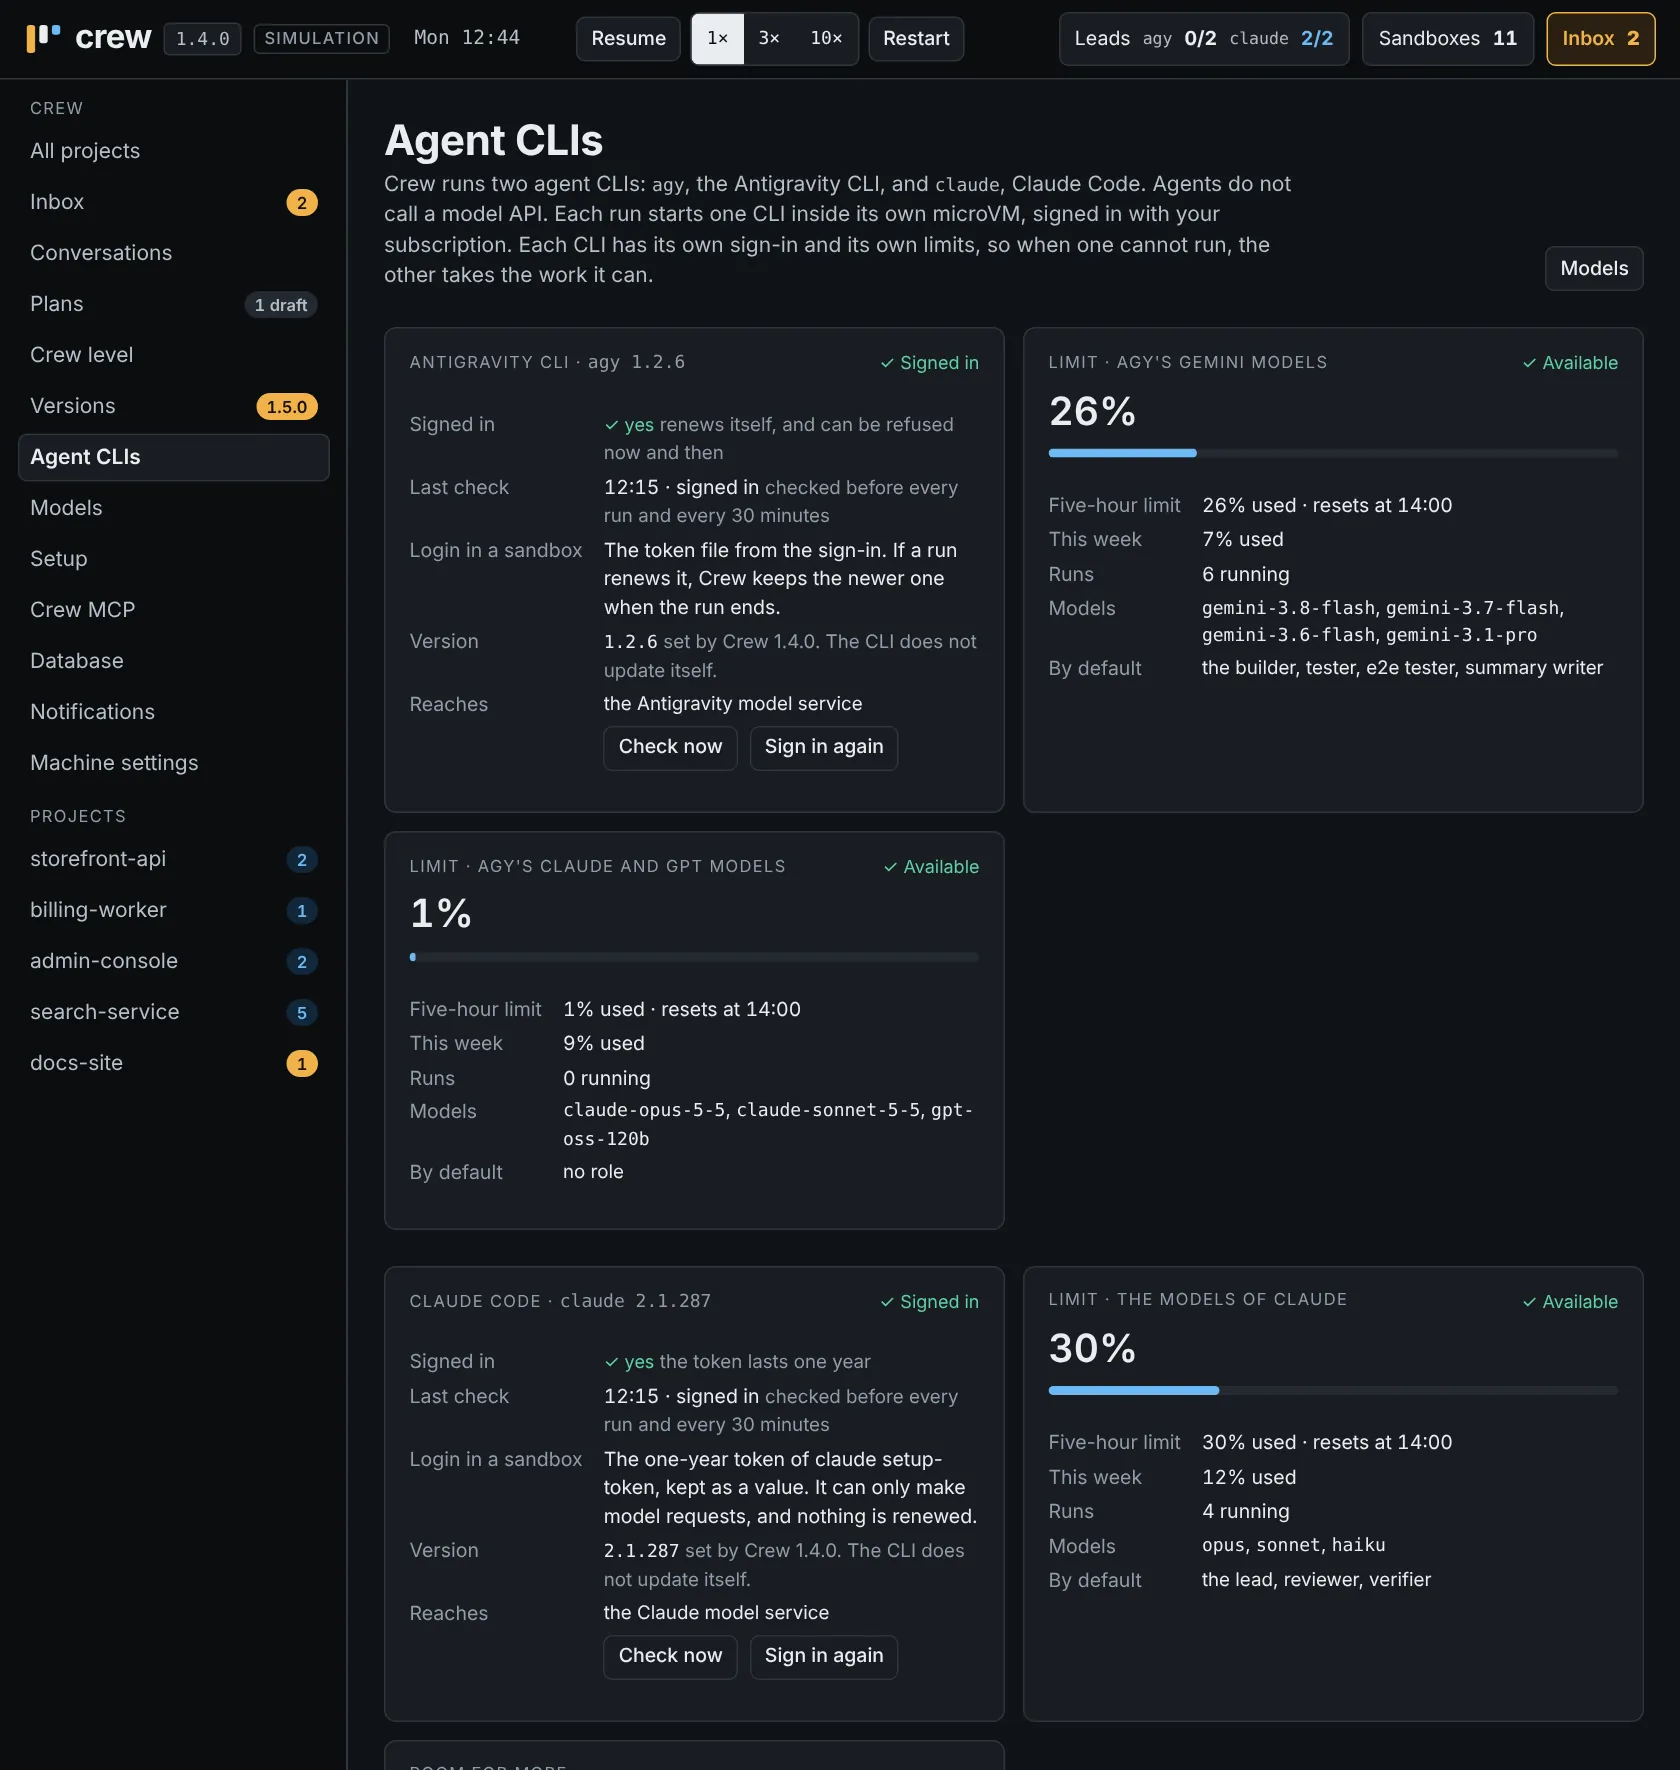 crew 1.4.0 SIMULATION Mon 12:44 Resume 1× 3× 10× Restart Leads agy 0/2 claude 2/2 Sandboxes 11 Inbox 2
CREW
All projects
Inbox 2
Conversations
Plans 1 draft
Crew level
Versions 1.5.0
Agent CLIs
Models
Setup
Crew MCP
Database
Notifications
Machine settings
PROJECTS
storefront-api 2
billing-worker 1
admin-console 2
search-service 5
docs-site 1
Agent CLIs
Crew runs two agent CLIs: agy, the Antigravity CLI, and claude, Claude Code. Agents do not
call a model API. Each run starts one CLI inside its own microVM, signed in with your
subscription. Each CLI has its own sign-in and its own limits, so when one cannot run, the
other takes the work it can.
Models
ANTIGRAVITY CLI · agy 1.2.6 ✓ Signed in
Signed in ✓ yes renews itself, and can be refused
now and then
Last check 12:15 · signed in checked before every
run and every 30 minutes
Login in a sandbox The token file from the sign-in. If a run
renews it, Crew keeps the newer one
when the run ends.
Version 1.2.6 set by Crew 1.4.0. The CLI does not
update itself.
Reaches the Antigravity model service
Check now Sign in again
LIMIT · AGY'S GEMINI MODELS ✓ Available
26%
Five-hour limit 26% used · resets at 14:00
This week 7% used
Runs 6 running
Models gemini-3.8-flash, gemini-3.7-flash,
gemini-3.6-flash, gemini-3.1-pro
By default the builder, tester, e2e tester, summary writer
LIMIT · AGY'S CLAUDE AND GPT MODELS ✓ Available
1%
Five-hour limit 1% used · resets at 14:00
This week 9% used
Runs 0 running
Models claude-opus-5-5, claude-sonnet-5-5, gpt-
oss-120b
By default no role
CLAUDE CODE · claude 2.1.287 ✓ Signed in
Signed in ✓ yes the token lasts one year
Last check 12:15 · signed in checked before every
run and every 30 minutes
Login in a sandbox The one-year token of claude setup-
token, kept as a value. It can only make
model requests, and nothing is renewed.
Version 2.1.287 set by Crew 1.4.0. The CLI does
not update itself.
Reaches the Claude model service
Check now Sign in again
LIMIT · THE MODELS OF CLAUDE ✓ Available
30%
Five-hour limit 30% used · resets at 14:00
This week 12% used
Runs 4 running
Models opus, sonnet, haiku
By default the lead, reviewer, verifier
ROOM FOR MORE